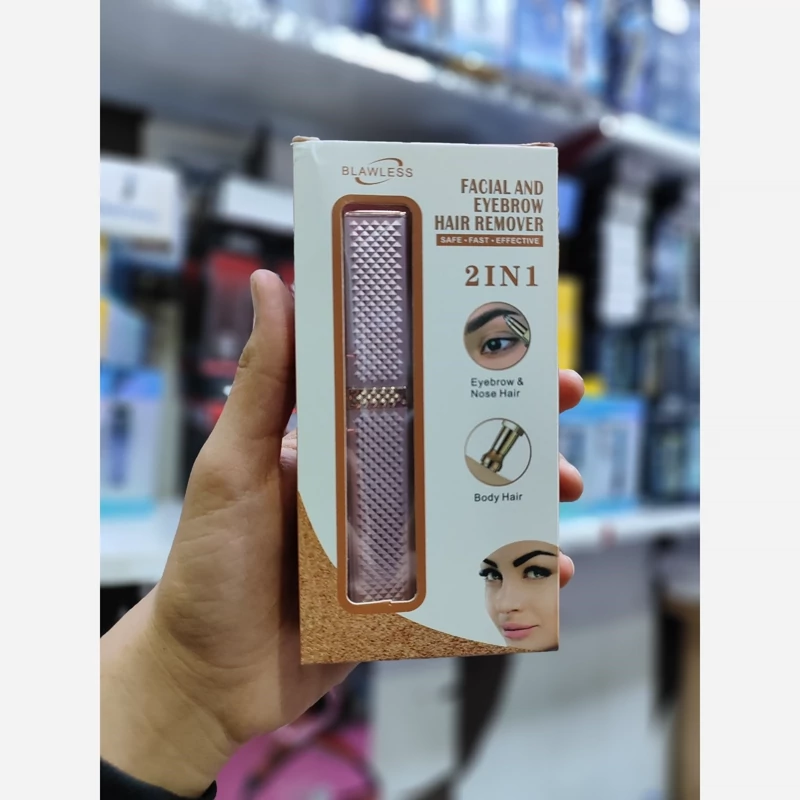 BLAWLESS
FACIAL AND
EYEBROW
HAIR REMOVER
SAFE • FAST • EFFECTIVE
2IN1
Eyebrow &
Nose Hair
Body Hair